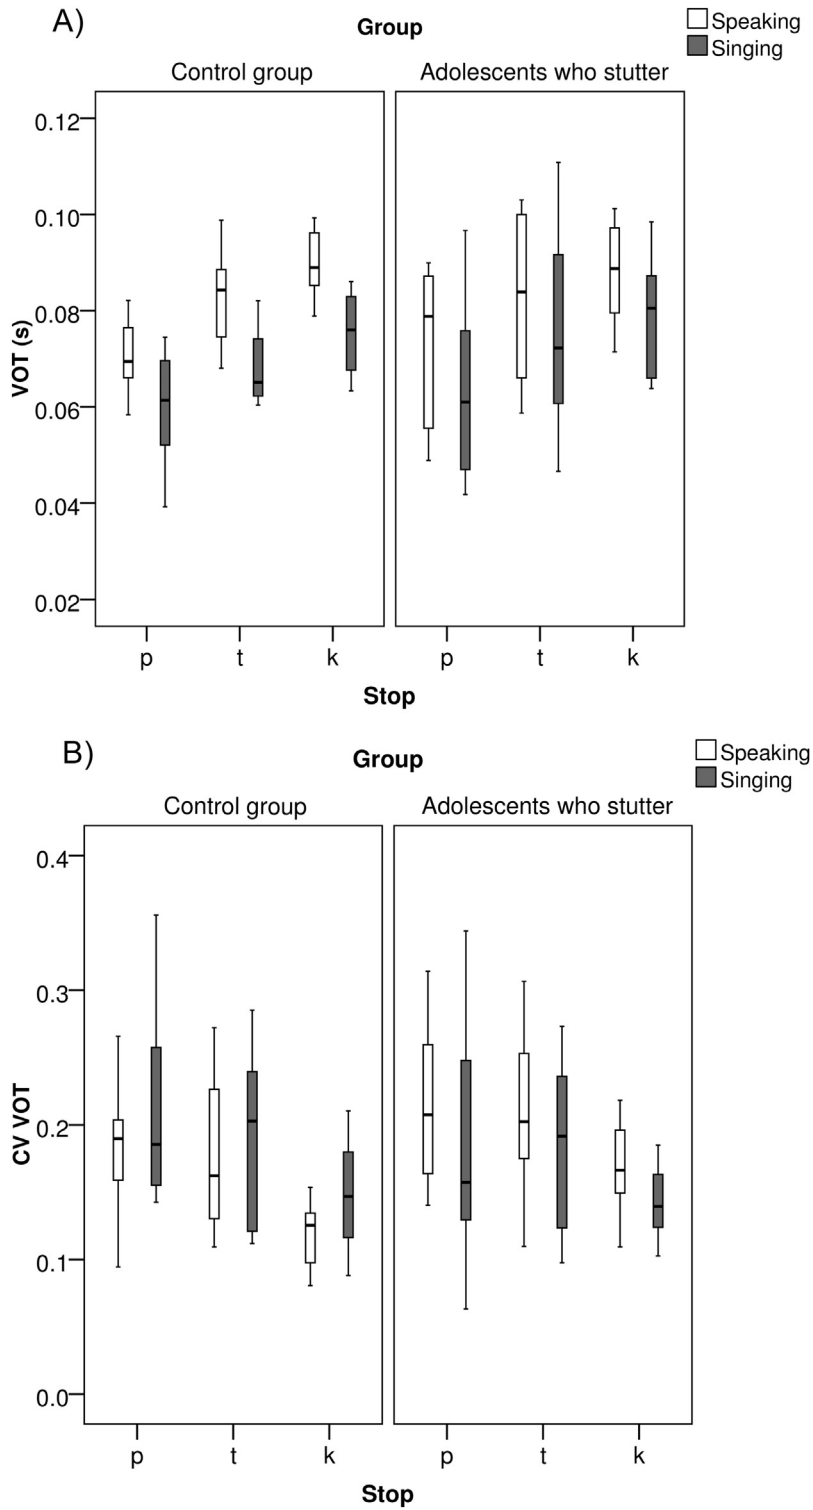 A)
Group
Speaking
Singing
Control group
Adolescents who stutter
0.12
0.10
0.08
0.06
0.04
0.02
VOT (s)
p t k p t k
Stop
B)
Group
Speaking
Singing
Control group
Adolescents who stutter
0.4
0.3
0.2
0.1
0.0
CV VOT
p t k p t k
Stop